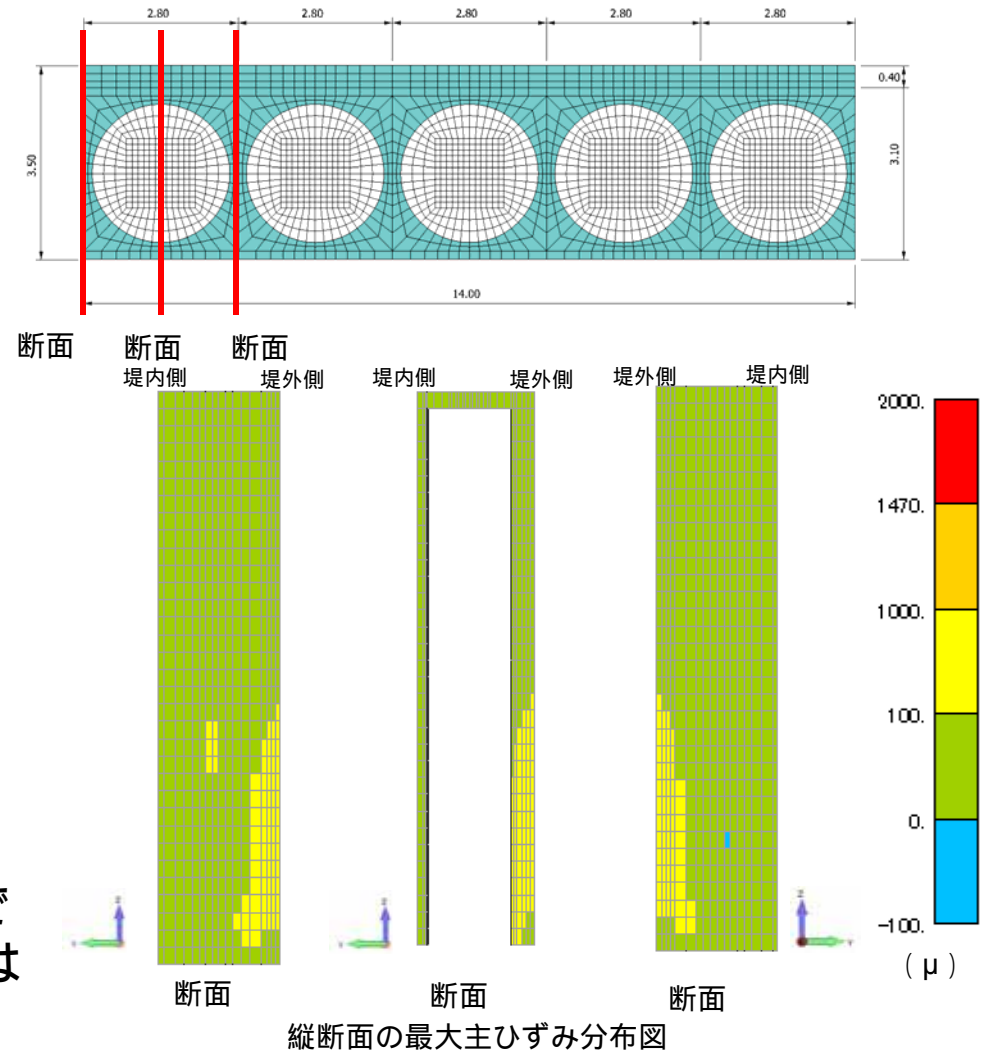 2.80 2.80 2.80 2.80 2.80
0.40
3.50
3.10
14.00
断面 断面 断面
堤内側 堤外側 堤内側 堤外側 堤外側 堤内側
2000.
1470.
1000.
100.
0.
-100.
(μ)
は
断面 断面 断面
縦断面の最大主ひずみ分布図